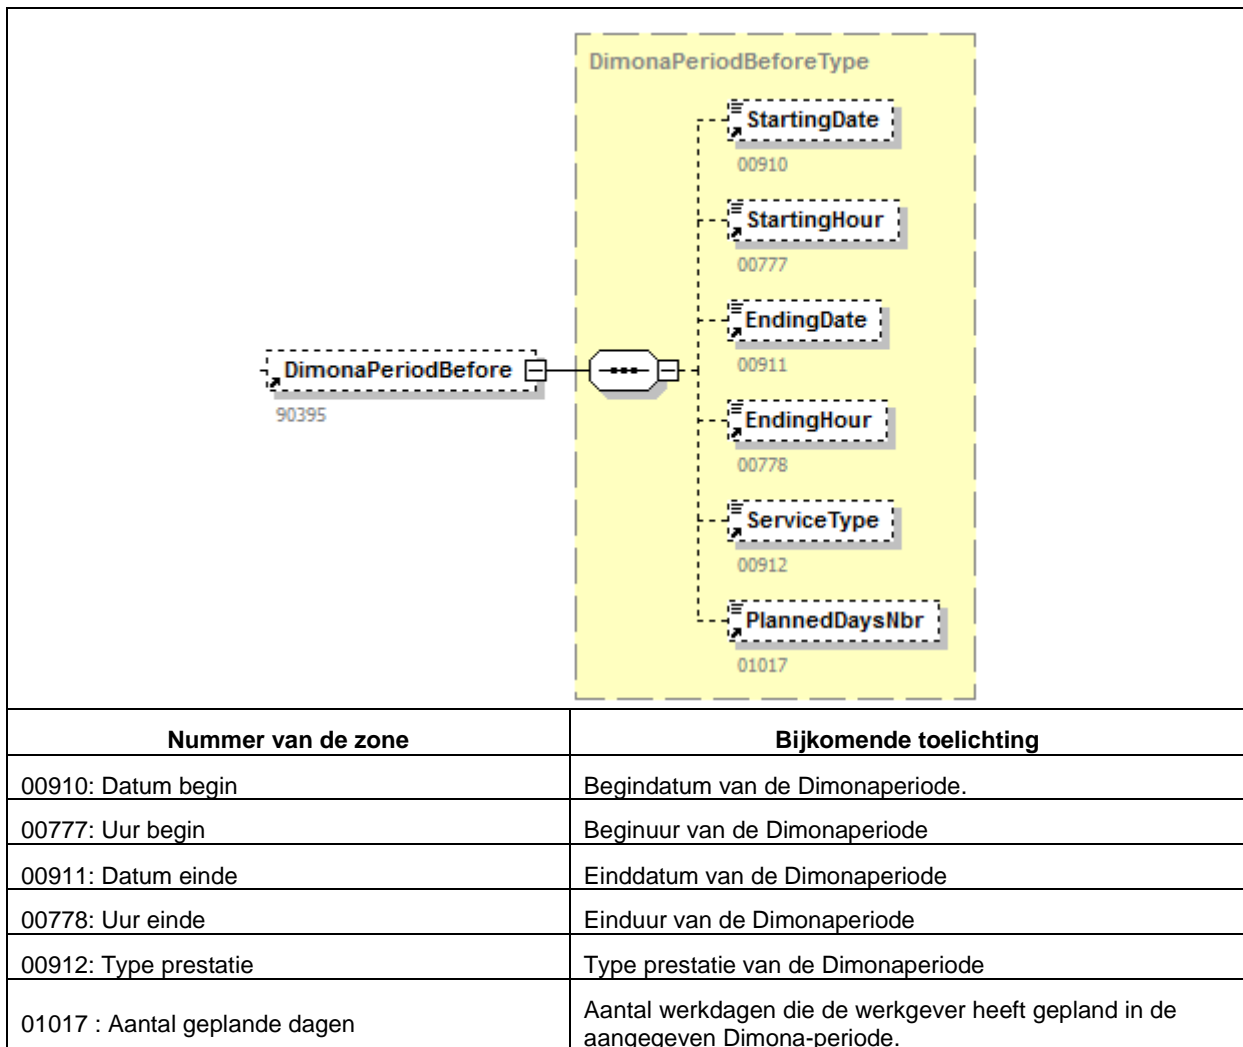 DimonaPeriodBeforeType
StartingDate
00910
StartingHour
00777
EndingDate
00911
DimonaPeriodBefore
90395
EndingHour
00778
ServiceType
00912
PlannedDaysNbr
01017
Nummer van de zone
Bijkomende toelichting
00910: Datum begin
Begindatum van de Dimonaperiode.
00777: Uur begin
Beginuur van de Dimonaperiode
00911: Datum einde
Einddatum van de Dimonaperiode
00778: Uur einde
Einduur van de Dimonaperiode
00912: Type prestatie
Type prestatie van de Dimonaperiode
01017 : Aantal geplande dagen
Aantal werkdagen die de werkgever heeft gepland in de
aangegeven Dimona-periode.